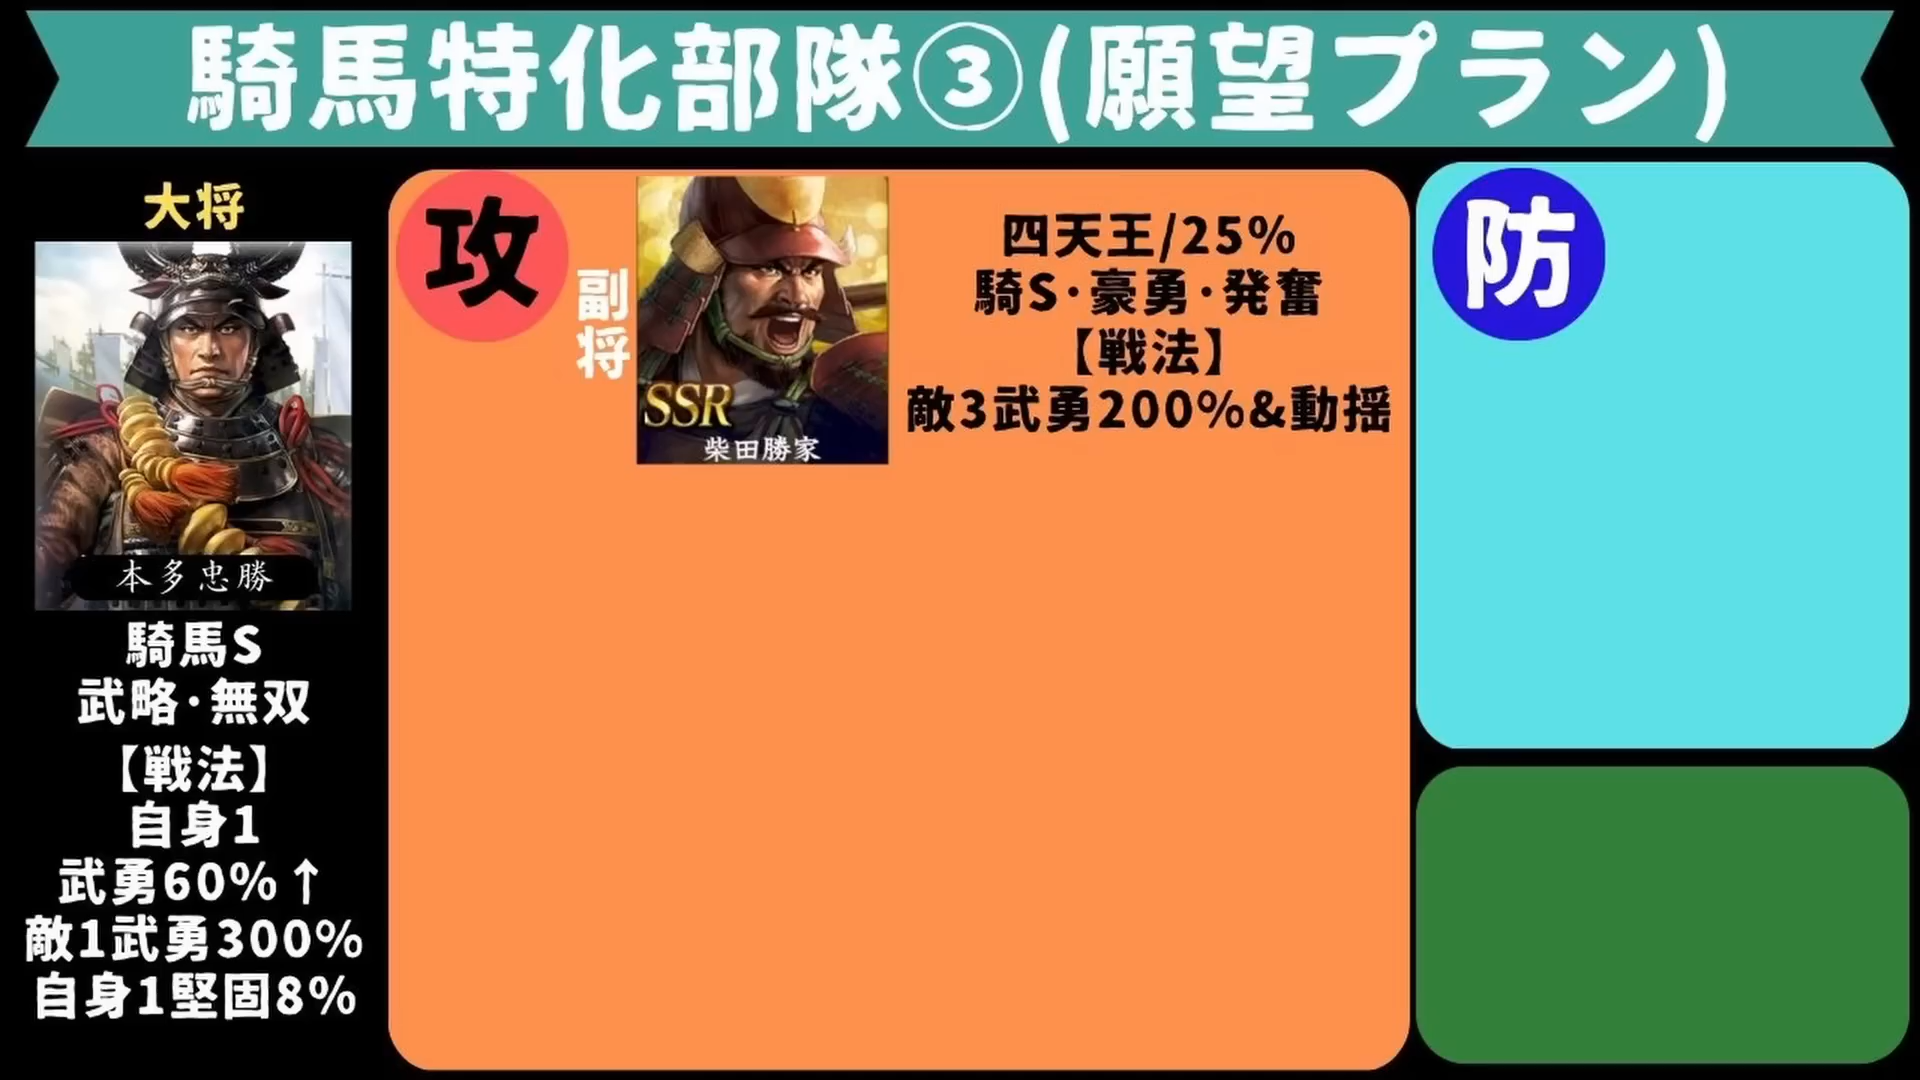 騎馬特化部隊③(願望プラン)
大将
本多忠勝
騎馬S
武略・無双
【戦法】
自身1
武勇60%↑
敵1武勇300%
自身1堅固8%
攻
副将
SSR
柴田勝家
四天王/25%
騎S・豪勇・発奮
【戦法】
敵3武勇200%&動揺
防